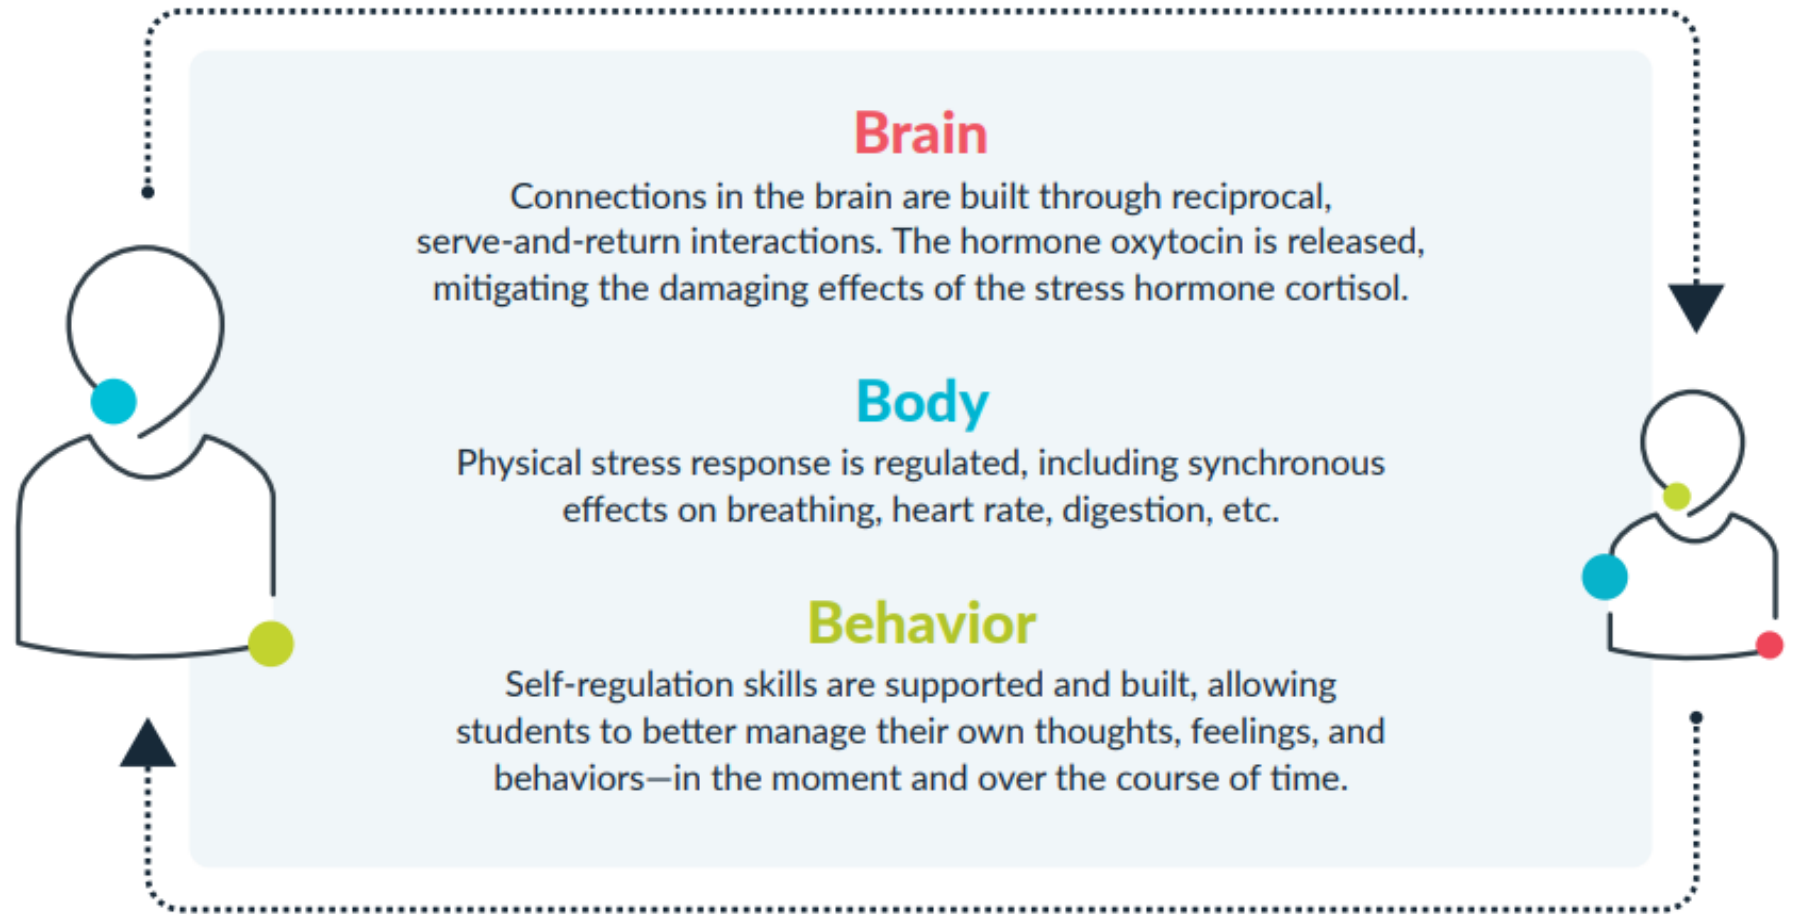 Brain
Connections in the brain are built through reciprocal,
serve-and-return interactions. The hormone oxytocin is released,
mitigating the damaging effects of the stress hormone cortisol.
Body
Physical stress response is regulated, including synchronous
effects on breathing, heart rate, digestion, etc.
Behavior
Self-regulation skills are supported and built, allowing
students to better manage their own thoughts, feelings, and
behaviors—in the moment and over the course of time.